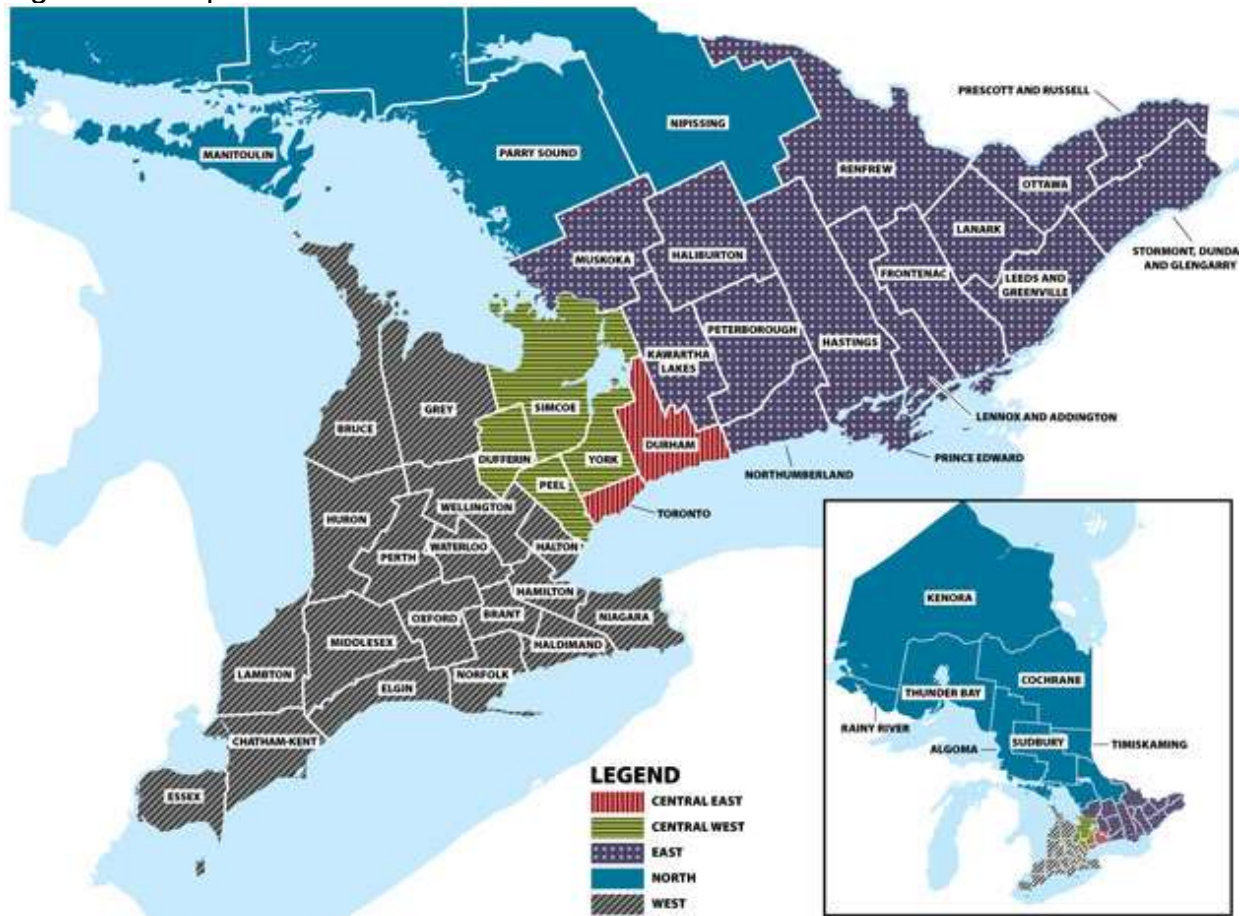 PRESCOTT AND RUSSELL
NIPISSING
MANITOULIN
PARRY SOUND
RENFREW
OTTAWA
LANARK
STORMONT, DUNDA
AND GLENGARRY
MUSKOKA
HALIBURTON
FRONTENAC
LEEDS AND
GREENVILLE
PETERBOROUGH
HASTINGS
KAWARTHA
LAKES
SIMCOE
GREY
BRUCE
LENNOX AND ADDINGTON
DURHAM
PRINCE EDWARD
DUFFERIN
YORK
NORTHUMBERLAND
PEEL
WELLINGTON
TORONTO
HURON
WATERLOO
HALTON
PERTH
HAMILTON
OXFORD
BRANT
NIAGARA
MIDDLESEX
HALDIMAND
LAMBTON
NORFOLK
ELGIN
CHATHAM-KENT
ESSEX
LEGEND
CENTRAL EAST
CENTRAL WEST
EAST
NORTH
WEST
KENORA
COCHRANE
THUNDER BAY
RAINY RIVER
SUDBURY
TIMISKAMING
ALGOMA